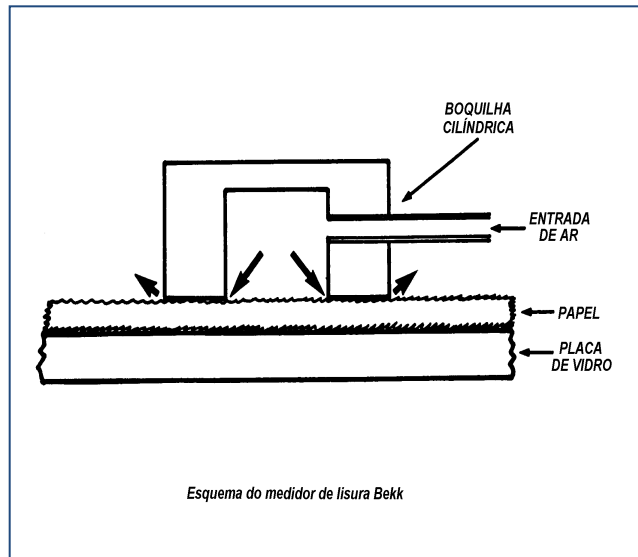 BOQUILHA
CILÍNDRICA
ENTRADA
DE AR
PAPEL
PLACA
DE VIDRO
Esquema do medidor de lisura Bekk